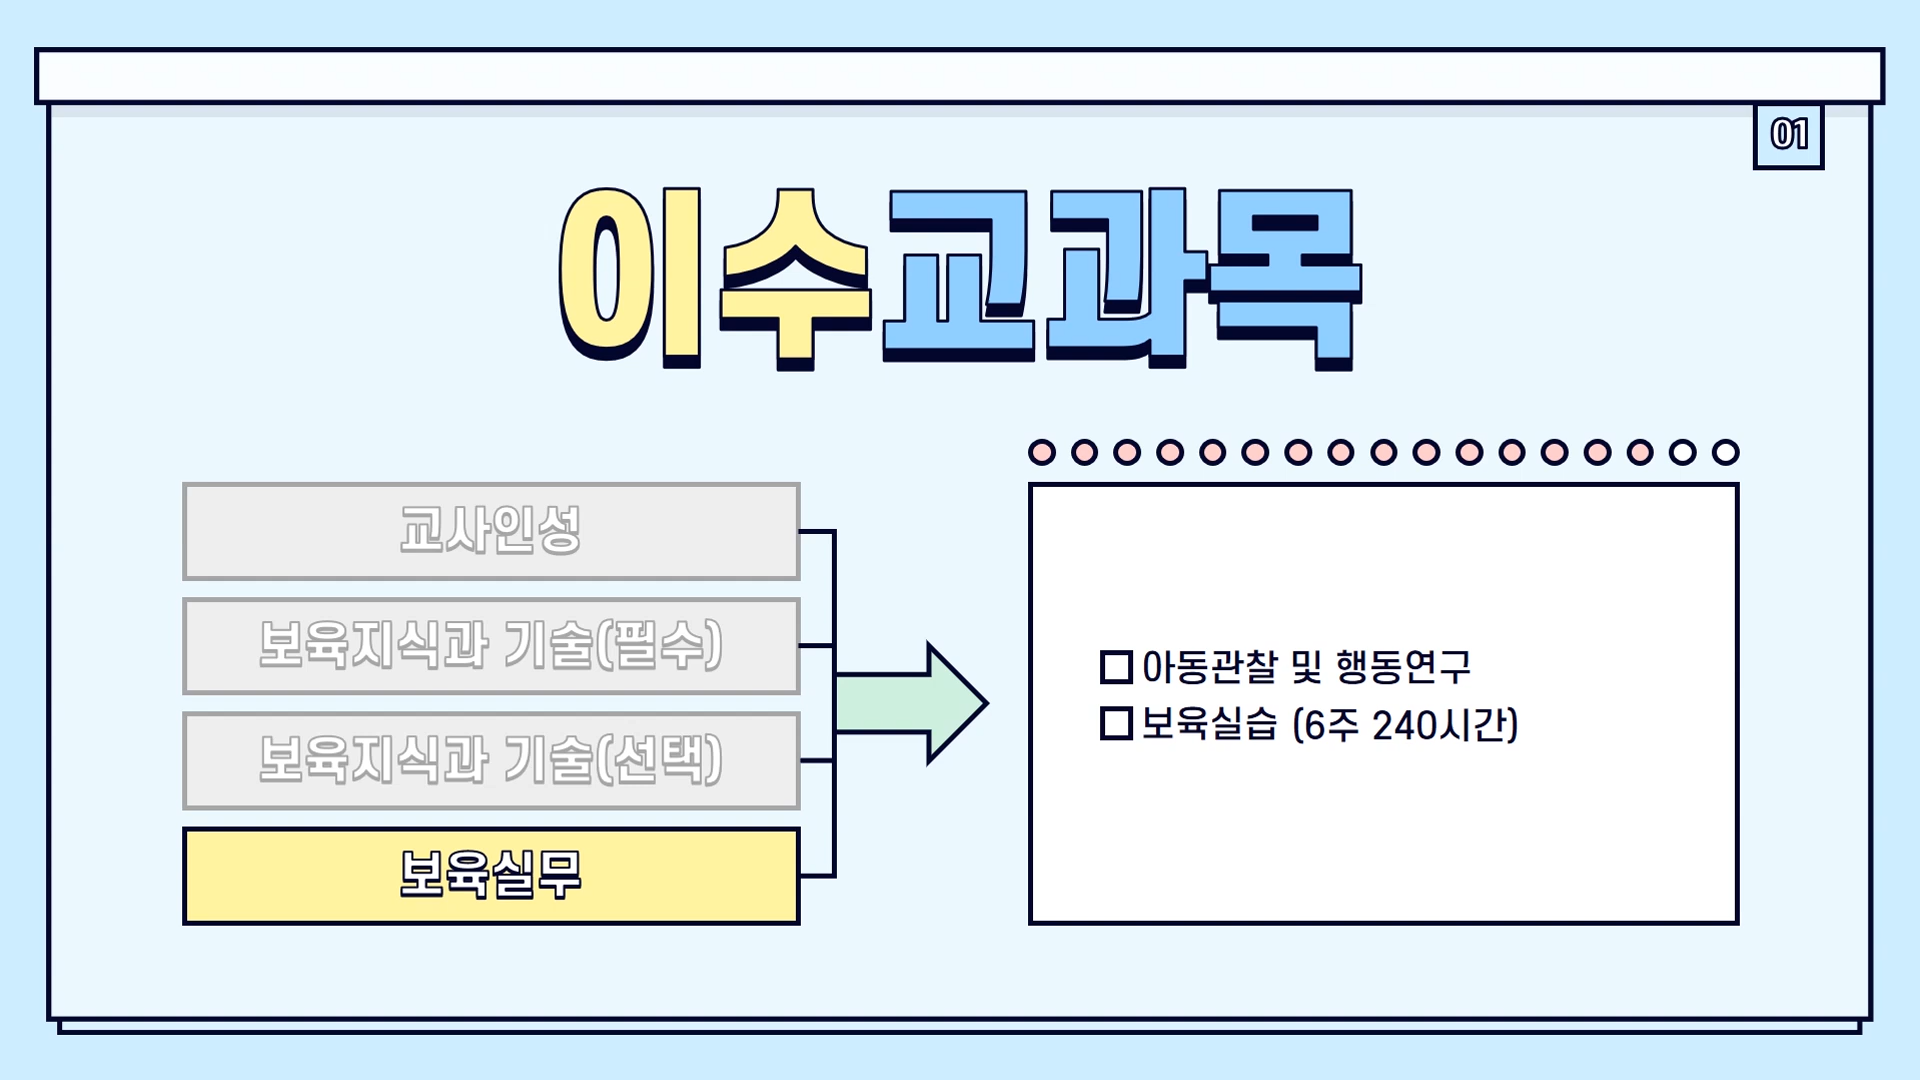 01
이수교과목
교사인성
보육지식과 기술(필수)
보육지식과 기술(선택)
보육실무
아동관찰 및 행동연구
보육실습 (6주 240시간)